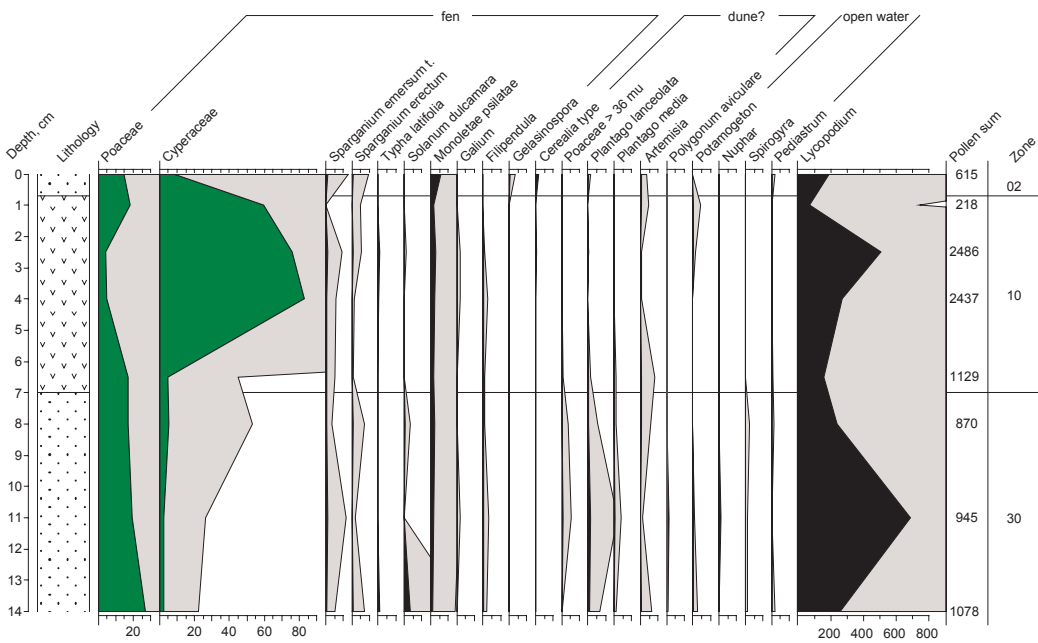 fen dune? open water
Depth, cm
Lithology
Poaceae
Cyperaceae
Sparganium emersum t.
Sparganium erectum
Typha latifolia
Solanum dulcamara
Monoletae psilatae
Galium
Filipendula
Gelasinospora
Cerealia type
Poaceae > 36 mu
Plantago lanceolata
Plantago media
Artemisia
Polygonum aviculare
Potamogeton
Nuphar
Spirogyra
Pediastrum
Lycopodium
Pollen sum
Zone
0 615 02
1 218
2 2486
3
4 2437 10
5
6 1129
7
8 870
9
10
11 945 30
12
13
14 1078
20 20 40 60 80 200 400 600 800